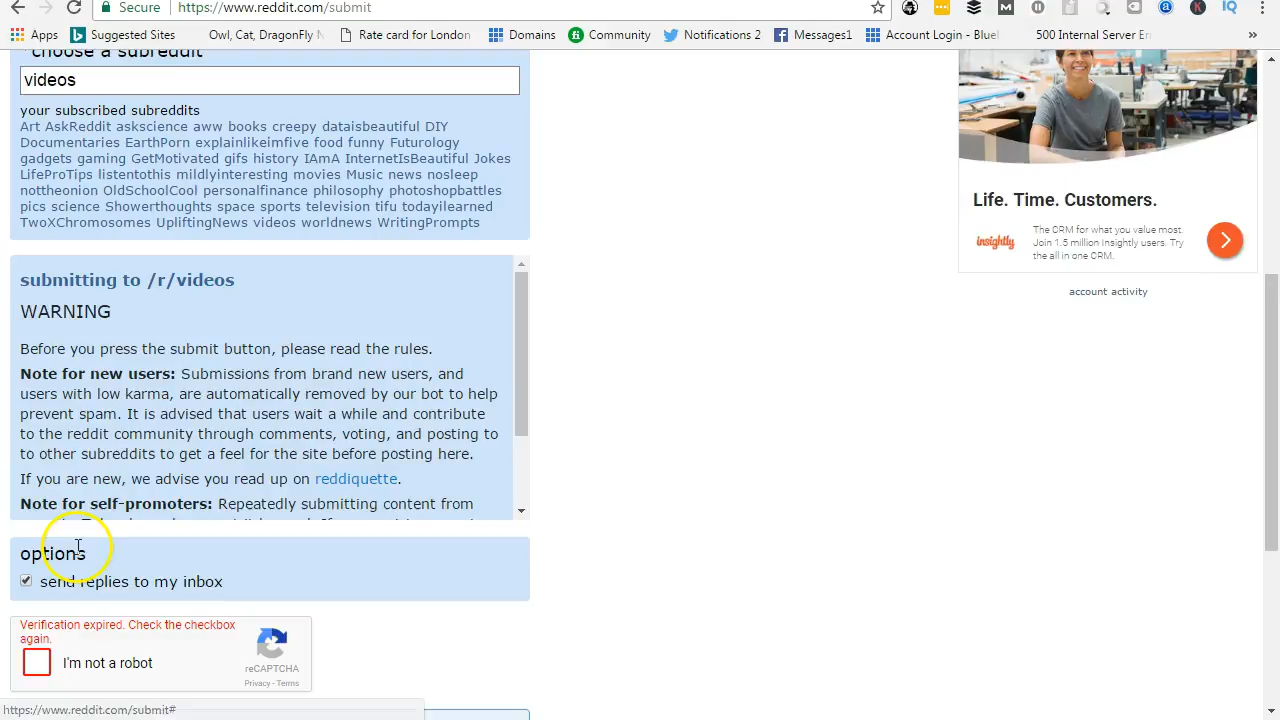 Secure https://www.reddit.com/submit
Apps Suggested Sites Owl, Cat, DragonFly N Rate card for London Domains Community Notifications 2 Messages1 Account Login - Bluel 500 Internal Server Er »
choose a subreddit
videos
your subscribed subreddits
Art AskReddit askscience aww books creepy dataisbeautiful DIY
Documentaries EarthPorn explainlikeimfive food funny Futurology
gadgets gaming GetMotivated gifs history IAmA InternetIsBeautiful Jokes
LifeProTips listentothis mildlyinteresting movies Music news nosleep
nottheonion OldSchoolCool personalfinance philosophy photoshopbattles
pics science Showerthoughts space sports television tifu todayilearned
TwoXChromosomes UpliftingNews videos worldnews WritingPrompts
submitting to /r/videos
WARNING
Before you press the submit button, please read the rules.
Note for new users: Submissions from brand new users, and
users with low karma, are automatically removed by our bot to help
prevent spam. It is advised that users wait a while and contribute
to the reddit community through comments, voting, and posting to
to other subreddits to get a feel for the site before posting here.
If you are new, we advise you read up on reddiquette.
Note for self-promoters: Repeatedly submitting content from
options
send replies to my inbox
Verification expired. Check the checkbox
again.
I'm not a robot
reCAPTCHA
Privacy - Terms
https://www.reddit.com/submit#
Life. Time. Customers.
insightly
The CRM for what you value most.
Join 1.5 million Insightly users. Try
the all in one CRM.
account activity